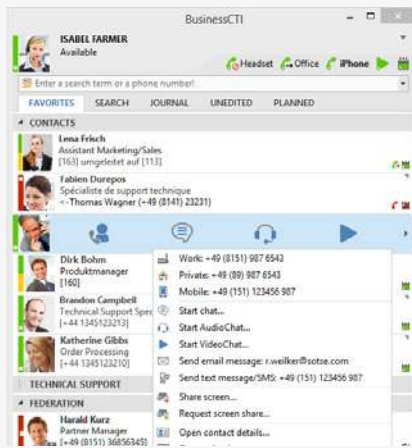 BusinessCTI
ISABEL FARMER
Available
Headset Office iPhone
Enter a search term or a phone number!
FAVORITES SEARCH JOURNAL UNEDITED PLANNED
CONTACTS
Lena Frisch
Assistant Marketing/Sales
[163] umgeleitet auf [113]
Fabien Durepos
Spécialiste de support technique
<-Thomas Wagner (+49 (8141) 23231)
Work: +49 (8151) 987 6543
Private: +49 (89) 987 6543
Mobile: +49 (151) 123456 987
Start chat...
Start AudioChat...
Start VideoChat...
Send email message: r.weilker@sotse.com
Send text message/SMS: +49 (151) 123456 987
Share screen...
Request screen share...
Open contact details...
Dirk Bohm
Produktmanager
[160]
Brandon Campbell
Technical Support Spec
[+44 1345123213]
Katherine Gibbs
Order Processing
[+44 1345123210]
TECHNICAL SUPPORT
FEDERATION
Harald Kurz
Partner Manager
[+49 (8151) 36856345]